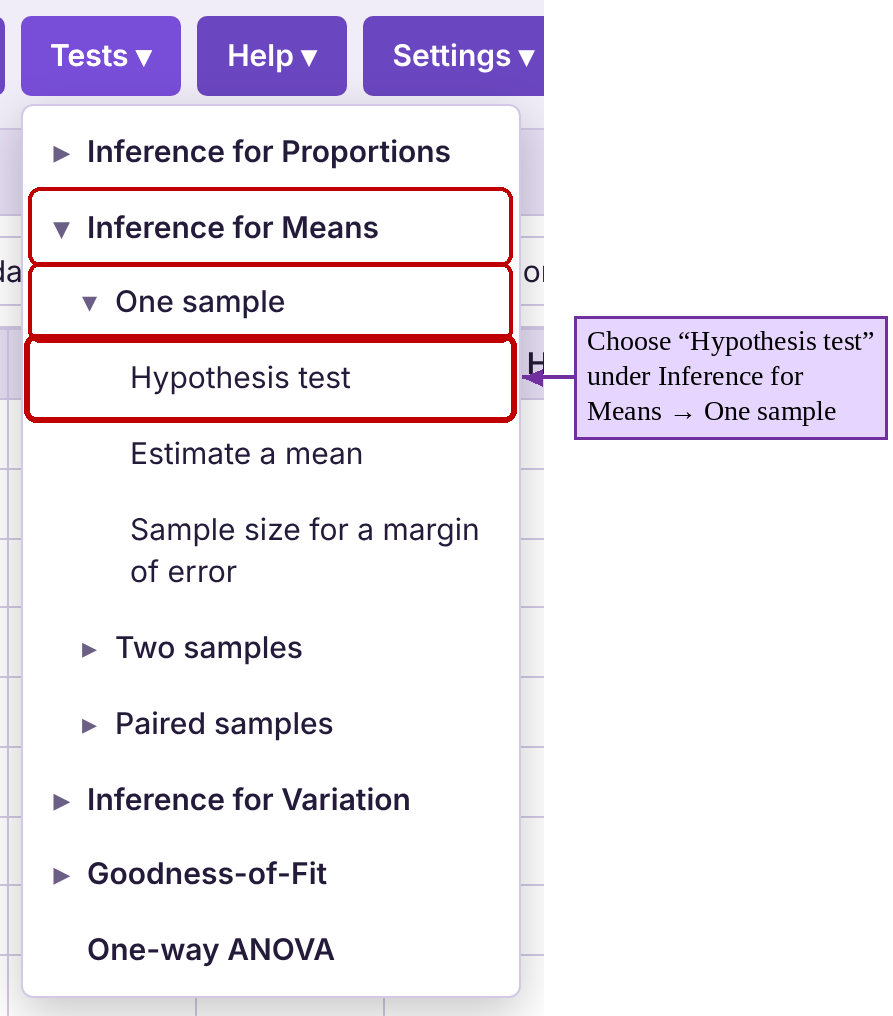 Tests ▾ Help ▾ Settings ▾
▸ Inference for Proportions
▾ Inference for Means
▾ One sample
Hypothesis test
Choose “Hypothesis test”
under Inference for
Means → One sample
Estimate a mean
Sample size for a margin
of error
▸ Two samples
▸ Paired samples
▸ Inference for Variation
▸ Goodness-of-Fit
One-way ANOVA